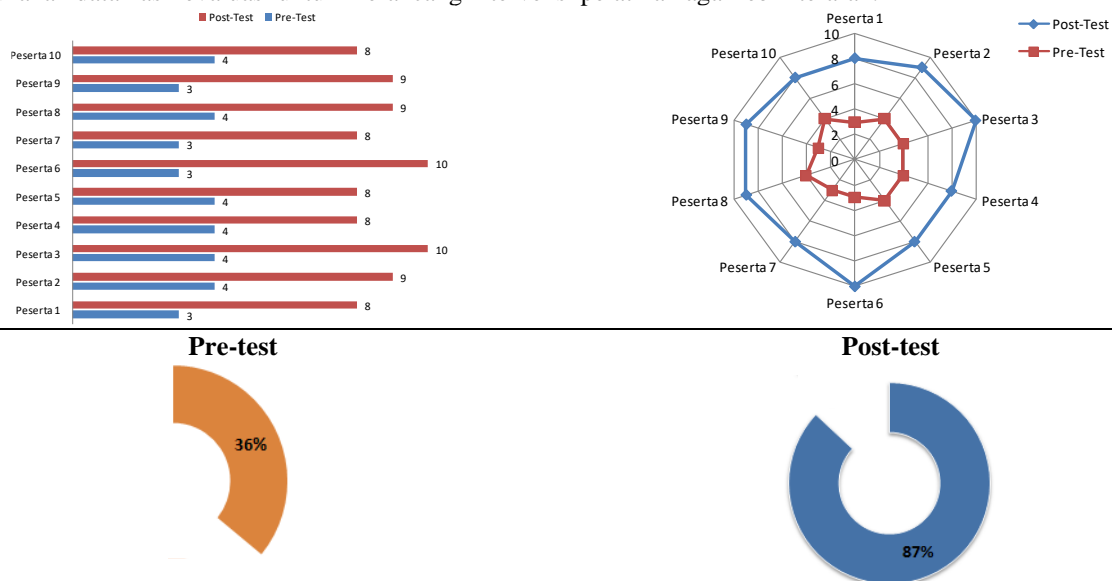 Post-Test Pre-Test
Peserta 10 8
4
Peserta 9 9
3
Peserta 8 9
4
Peserta 7 8
3
Peserta 6 10
3
Peserta 5 8
4
Peserta 4 8
4
Peserta 3 10
4
Peserta 2 9
4
Peserta 1 8
3
Peserta 1
Peserta 2
Peserta 3
Peserta 4
Peserta 5
Peserta 6
Peserta 7
Peserta 8
Peserta 9
Peserta 10
10
8
6
4
2
0
Post-Test
Pre-Test
Pre-test
Post-test
36%
87%